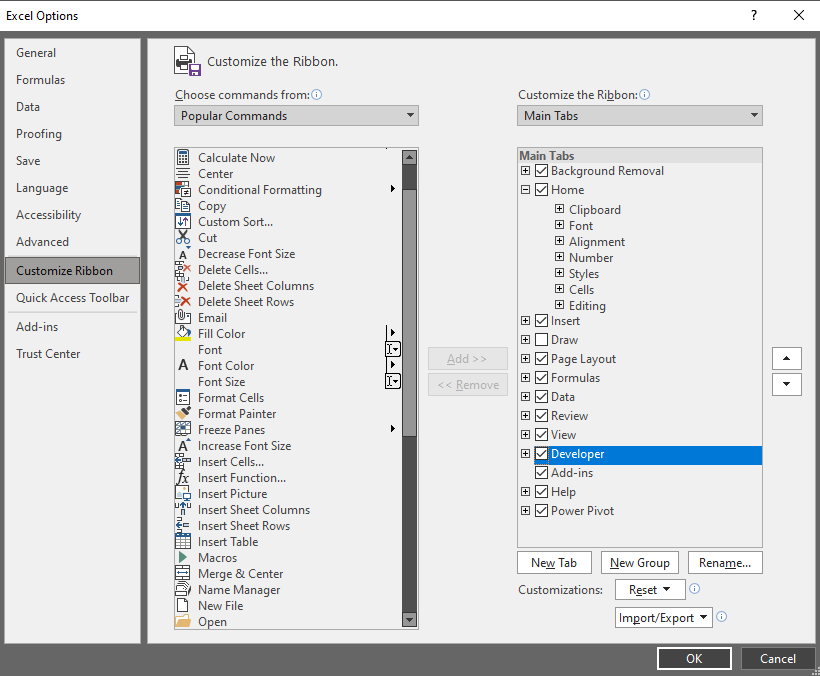 Excel Options
?
General
Formulas
Data
Proofing
Save
Language
Accessibility
Advanced
Customize Ribbon
Quick Access Toolbar
Add-ins
Trust Center
Customize the Ribbon.
Choose commands from:
Popular Commands
Calculate Now
Center
Conditional Formatting
Copy
Custom Sort...
Cut
Decrease Font Size
Delete Cells...
Delete Sheet Columns
Delete Sheet Rows
Email
Fill Color
Font
Font Color
Font Size
Format Cells
Format Painter
Freeze Panes
Increase Font Size
Insert Cells...
Insert Function...
Insert Picture
Insert Sheet Columns
Insert Sheet Rows
Insert Table
Macros
Merge & Center
Name Manager
New File
Open
Add >>
<< Remove
Customize the Ribbon:
Main Tabs
Main Tabs
Background Removal
Home
Clipboard
Font
Alignment
Number
Styles
Cells
Editing
Insert
Draw
Page Layout
Formulas
Data
Review
View
Developer
Add-ins
Help
Power Pivot
New Tab
New Group
Rename...
Customizations:
Reset
Import/Export
OK
Cancel